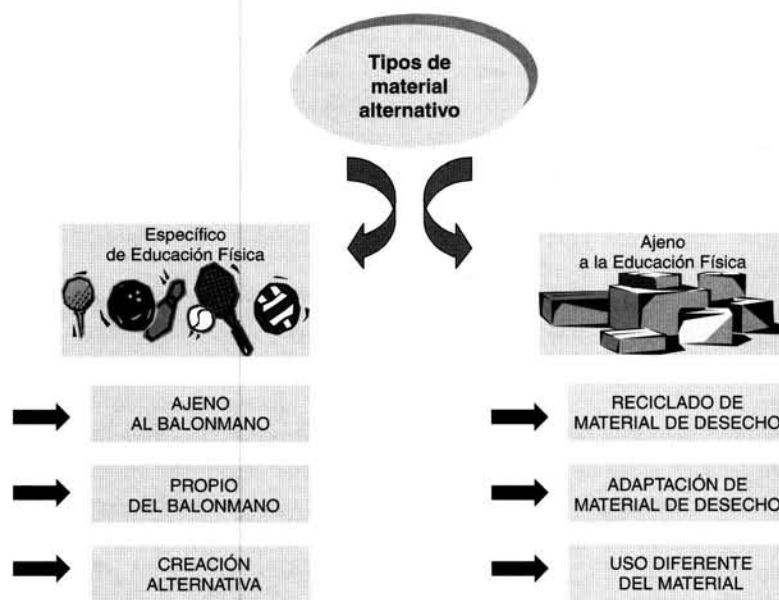 Tipos de
material
alternativo
Específico
de Educación Física
Ajeno
a la Educación Física
AJENO
AL BALONMANO
PROPIO
DEL BALONMANO
CREACIÓN
ALTERNATIVA
RECICLADO DE
MATERIAL DE DESECHO
ADAPTACIÓN DE
MATERIAL DE DESECHO
USO DIFERENTE
DEL MATERIAL